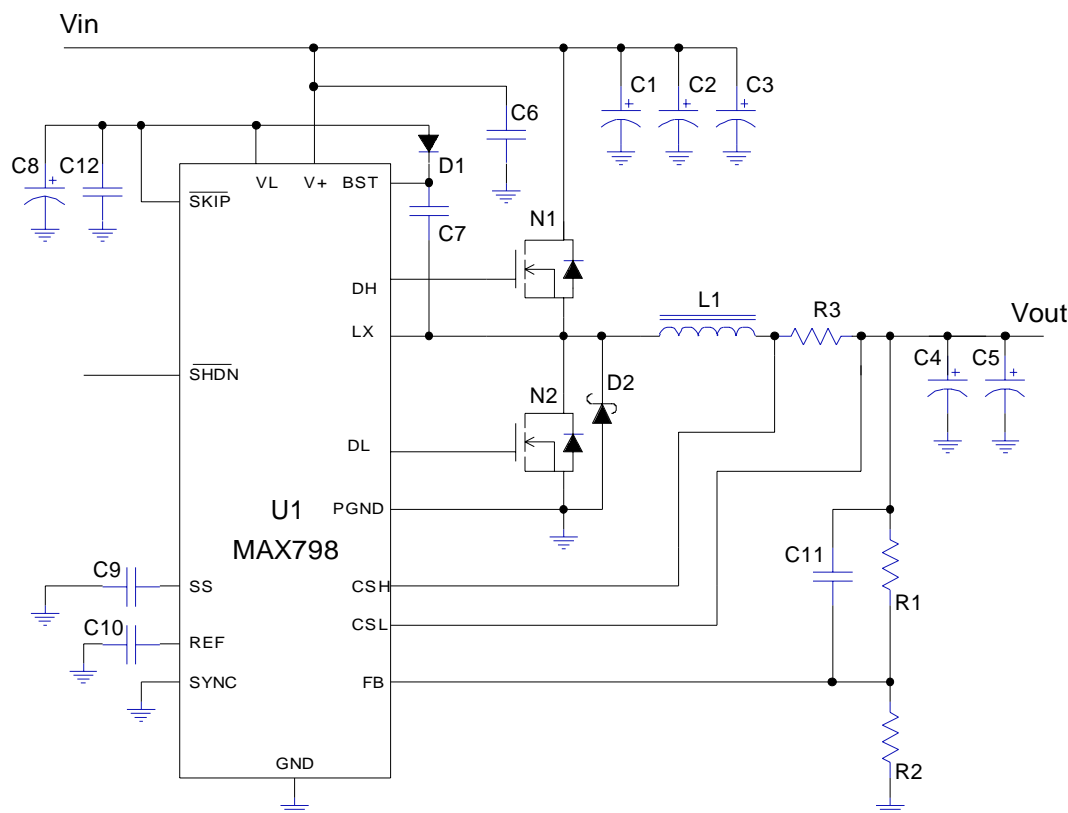 Vin
C1
C2
C3
C6
C8
C12
D1
VL
V+
BST
SKIP
C7
N1
DH
L1
R3
Vout
LX
C4
C5
SHDN
D2
N2
DL
PGND
U1
MAX798
C11
C9
SS
CSH
R1
C10
CSL
REF
SYNC
FB
GND
R2
+
+
+
+
+
+